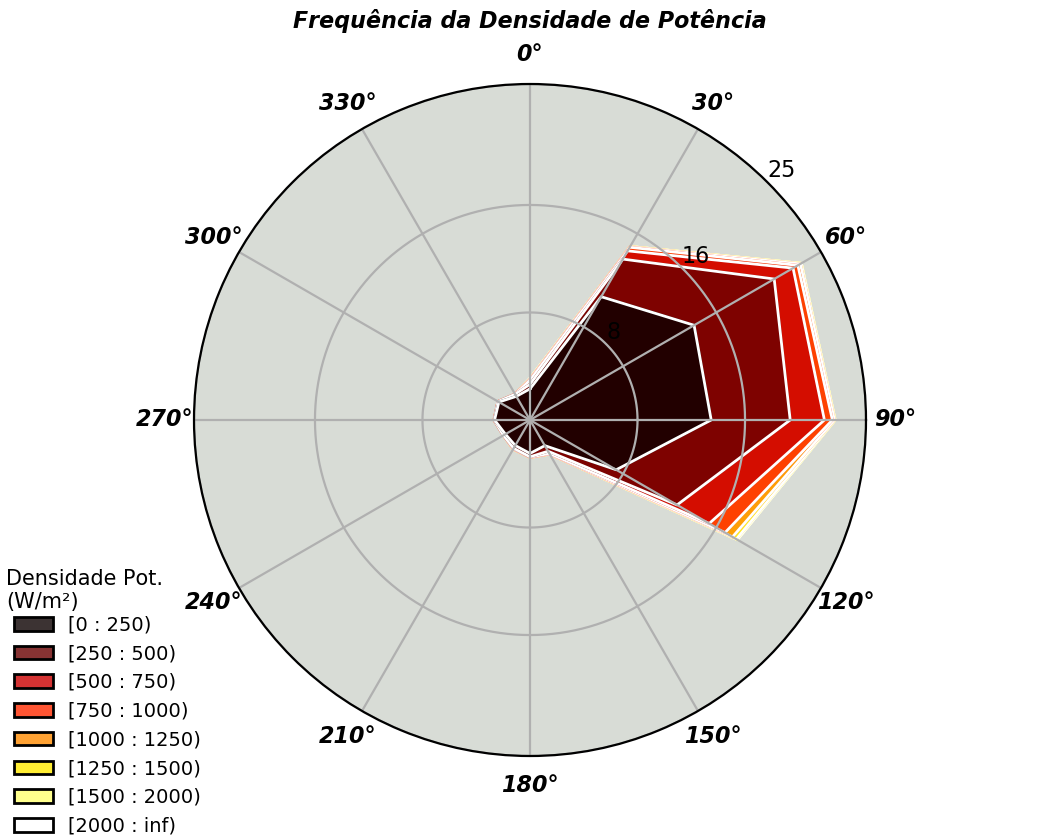 Frequência da Densidade de Potência
0°
330°
30°
25
300°
60°
16
8
270°
90°
240°
120°
210°
150°
180°
Densidade Pot.
(W/m²)
[0 : 250)
[250 : 500)
[500 : 750)
[750 : 1000)
[1000 : 1250)
[1250 : 1500)
[1500 : 2000)
[2000 : inf)